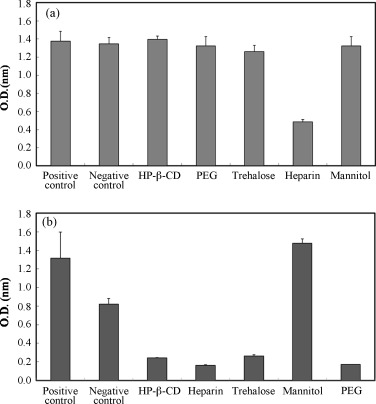 (a)
O.D.(nm)
1.8
1.6
1.4
1.2
1.0
0.8
0.6
0.4
0.2
0.0
Positive control
Negative control
HP-β-CD
PEG
Trehalose
Heparin
Mannitol
(b)
O.D.(nm)
1.8
1.6
1.4
1.2
1.0
0.8
0.6
0.4
0.2
0.0
Positive control
Negative control
HP-β-CD
Heparin
Trehalose
Mannitol
PEG